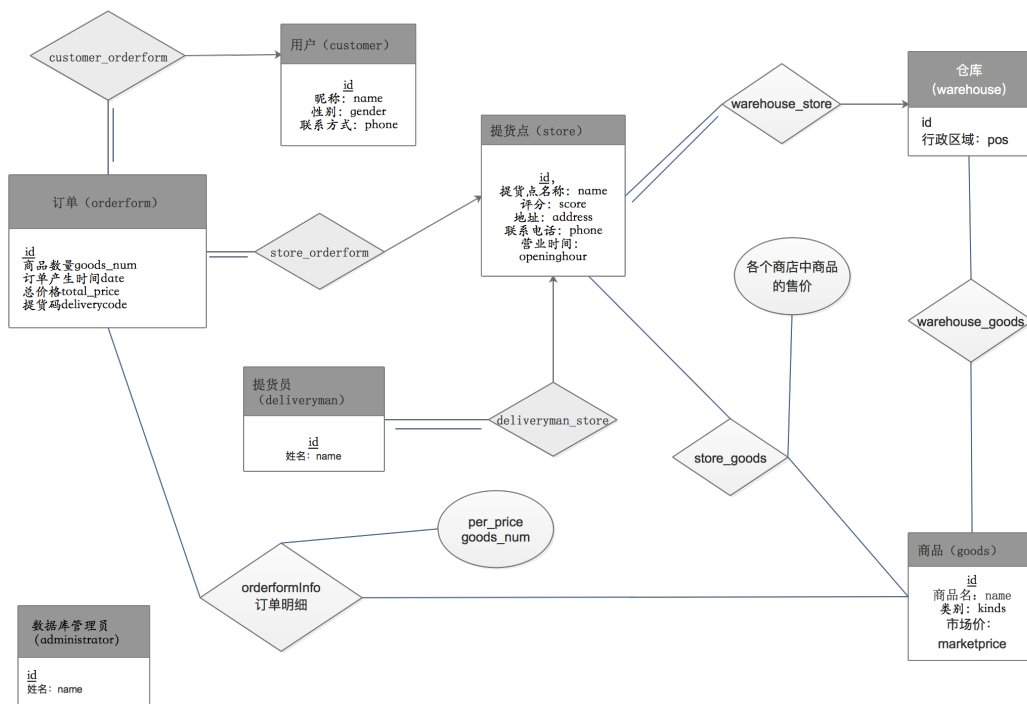 customer_orderform
用户（customer）
id
昵称：name
性别：gender
联系方式：phone
仓库
（warehouse）
id
行政区域：pos
warehouse_store
提货点（store）
id,
提货点名称：name
评分：score
地址：address
联系电话：phone
营业时间：
openinghour
订单（orderform）
id
商品数量goods_num
订单产生时间date
总价格total_price
提货码deliverycode
store_orderform
各个商店中商品
的售价
warehouse_goods
提货员
（deliveryman）
id
姓名：name
deliveryman_store
store_goods
per_price
goods_num
orderformInfo
订单明细
商品（goods）
id
商品名：name
类别：kinds
市场价：
marketprice
数据库管理员
（administrator）
id
姓名：name